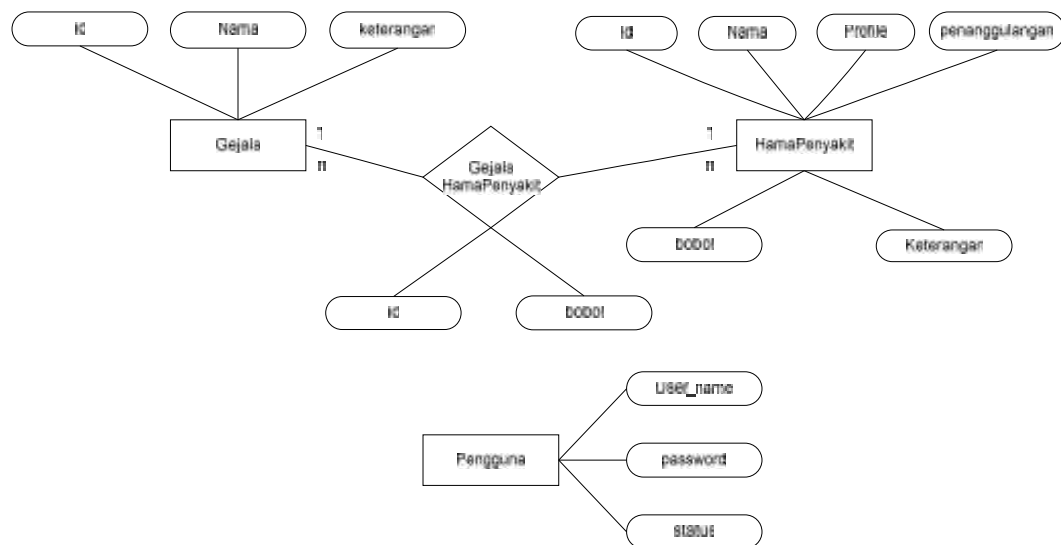 id
Nama
keterangan
id
Nama
Profile
penanggulangan
Gejala
1
n
Gejala
HamaPenyakit
1
n
HamaPenyakit
bobot
Keterangan
id
bobot
User_name
Pengguna
password
status